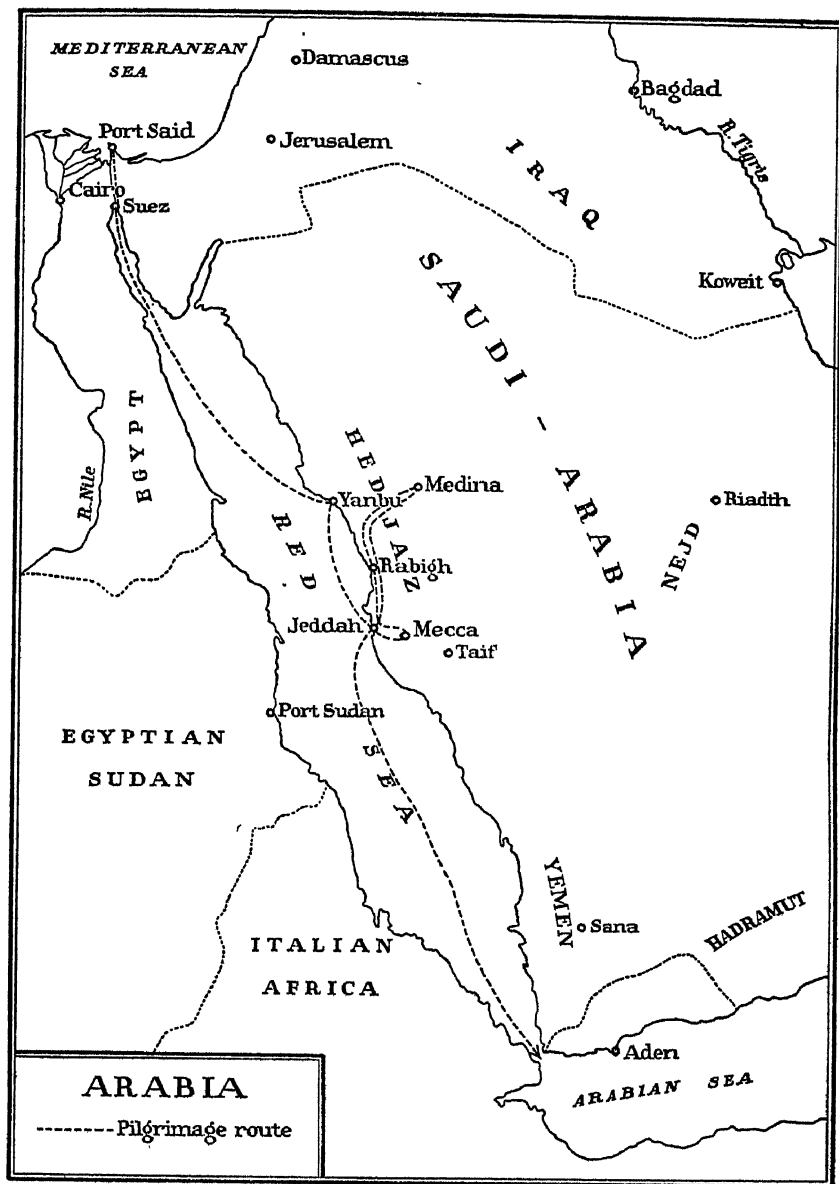 MEDITERRANEAN
SEA
Damascus
Bagdad
Port Said
Jerusalem
IRAQ
R. Tigris
Cairo
Suez
Koweit
SAUDI - ARABIA
EGYPT
R. Nile
HEDJAZ
Medina
Yanbu
Riadth
NEJD
RED SEA
Rabigh
Jeddah
Mecca
Taif
Port Sudan
EGYPTIAN
SUDAN
YEMEN
Sana
HADRAMUT
ITALIAN
AFRICA
Aden
ARABIAN SEA
ARABIA
Pilgrimage route